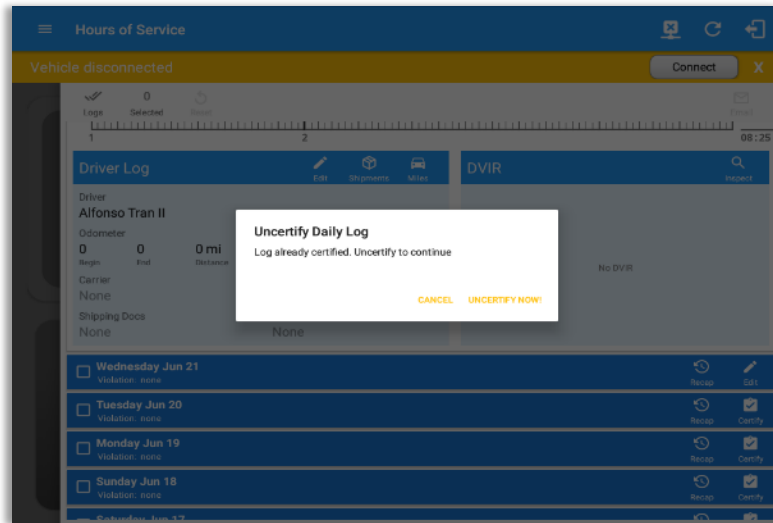 Hours of Service
Vehicle disconnected
Connect
X
0
Logs
Selected
Reset
1
2
08:25
Driver Log
Edit
Shipments
Miles
DVIR
Inspect
Driver
Alfonso Tran II
Odometer
0
0
0 mi
Begin
End
Distance
Carrier
None
Shipping Docs
None
None
No DVIR
Uncertify Daily Log
Log already certified. Uncertify to continue
CANCEL
UNCERTIFY NOW!
Wednesday Jun 21
Violation: none
Recap
Edit
Tuesday Jun 20
Violation: none
Recap
Certify
Monday Jun 19
Violation: none
Recap
Certify
Sunday Jun 18
Violation: none
Recap
Certify
Saturday Jun 17